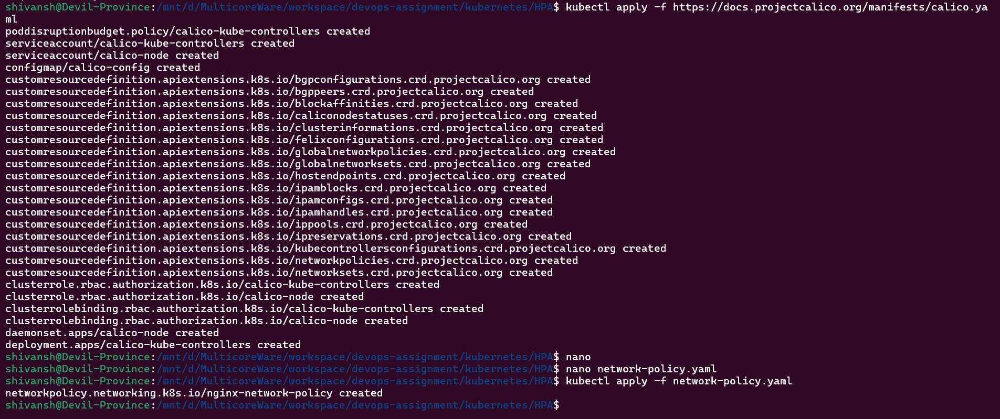 shivansh@Devil-Province:/mnt/d/MulticoreWare/workspace/devops-assignment/kubernetes/HPA$ kubectl apply -f https://docs.projectcalico.org/manifests/calico.ya
ml
poddisruptionbudget.policy/calico-kube-controllers created
serviceaccount/calico-kube-controllers created
serviceaccount/calico-node created
configmap/calico-config created
customresourcedefinition.apiextensions.k8s.io/bgpconfigurations.crd.projectcalico.org created
customresourcedefinition.apiextensions.k8s.io/bgppeers.crd.projectcalico.org created
customresourcedefinition.apiextensions.k8s.io/blockaffinities.crd.projectcalico.org created
customresourcedefinition.apiextensions.k8s.io/caliconodestatuses.crd.projectcalico.org created
customresourcedefinition.apiextensions.k8s.io/clusterinformations.crd.projectcalico.org created
customresourcedefinition.apiextensions.k8s.io/felixconfigurations.crd.projectcalico.org created
customresourcedefinition.apiextensions.k8s.io/globalnetworkpolicies.crd.projectcalico.org created
customresourcedefinition.apiextensions.k8s.io/globalnetworksets.crd.projectcalico.org created
customresourcedefinition.apiextensions.k8s.io/hostendpoints.crd.projectcalico.org created
customresourcedefinition.apiextensions.k8s.io/ipamblocks.crd.projectcalico.org created
customresourcedefinition.apiextensions.k8s.io/ipamconfigs.crd.projectcalico.org created
customresourcedefinition.apiextensions.k8s.io/ipamhandles.crd.projectcalico.org created
customresourcedefinition.apiextensions.k8s.io/ippools.crd.projectcalico.org created
customresourcedefinition.apiextensions.k8s.io/ipreservations.crd.projectcalico.org created
customresourcedefinition.apiextensions.k8s.io/kubecontrollersconfigurations.crd.projectcalico.org created
customresourcedefinition.apiextensions.k8s.io/networkpolicies.crd.projectcalico.org created
customresourcedefinition.apiextensions.k8s.io/networksets.crd.projectcalico.org created
clusterrole.rbac.authorization.k8s.io/calico-kube-controllers created
clusterrole.rbac.authorization.k8s.io/calico-node created
clusterrolebinding.rbac.authorization.k8s.io/calico-kube-controllers created
clusterrolebinding.rbac.authorization.k8s.io/calico-node created
daemonset.apps/calico-node created
deployment.apps/calico-kube-controllers created
shivansh@Devil-Province:/mnt/d/MulticoreWare/workspace/devops-assignment/kubernetes/HPA$ nano
shivansh@Devil-Province:/mnt/d/MulticoreWare/workspace/devops-assignment/kubernetes/HPA$ nano network-policy.yaml
shivansh@Devil-Province:/mnt/d/MulticoreWare/workspace/devops-assignment/kubernetes/HPA$ kubectl apply -f network-policy.yaml
networkpolicy.networking.k8s.io/nginx-network-policy created
shivansh@Devil-Province:/mnt/d/MulticoreWare/workspace/devops-assignment/kubernetes/HPA$